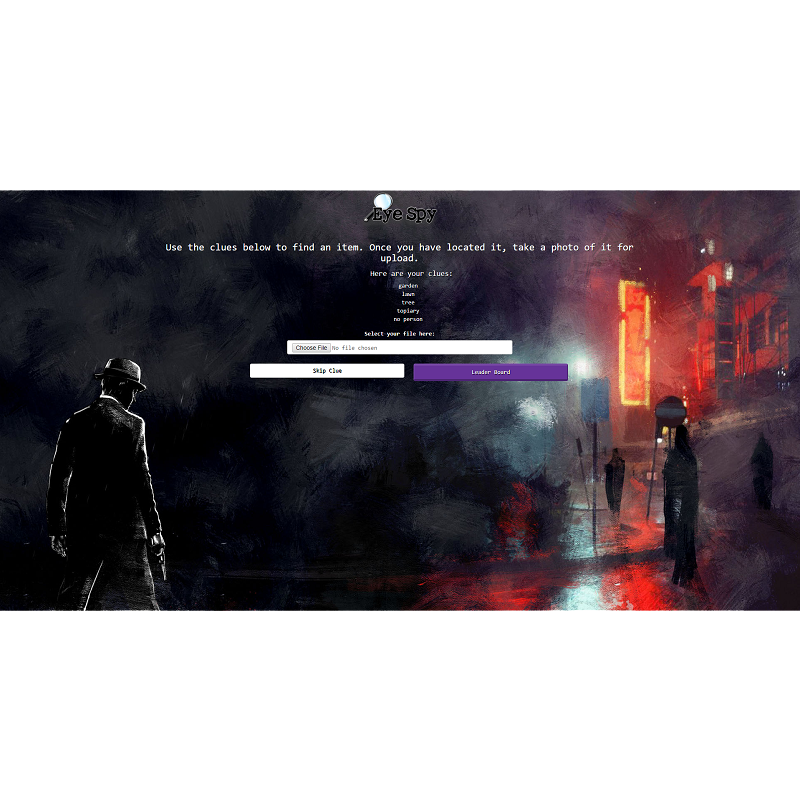 Eye Spy
Use the clues below to find an item. Once you have located it, take a photo of it for
upload.
Here are your clues:
garden
lawn
tree
topiary
no person
Select your file here:
Choose File No file chosen
Skip Clue
Leader Board